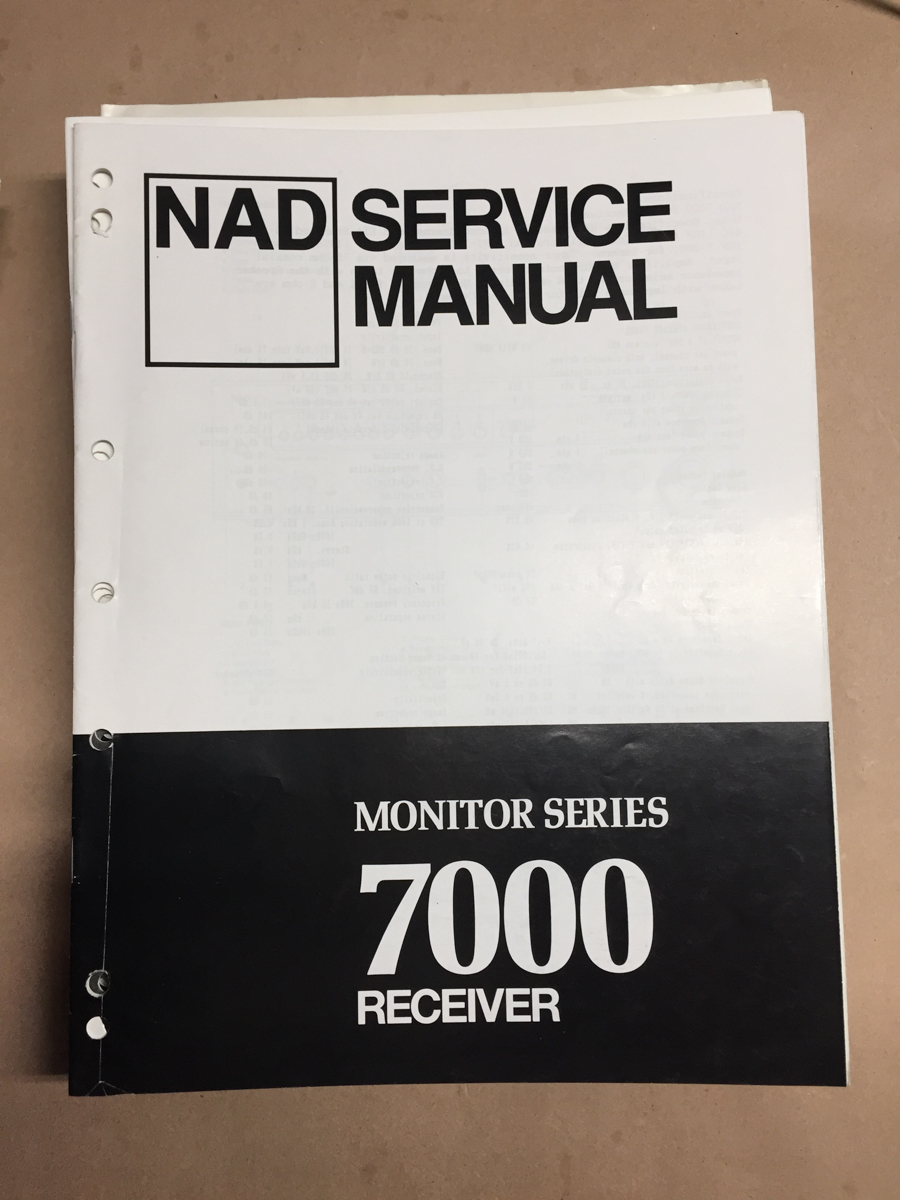 NAD SERVICE
MANUAL
MONITOR SERIES
7000
RECEIVER